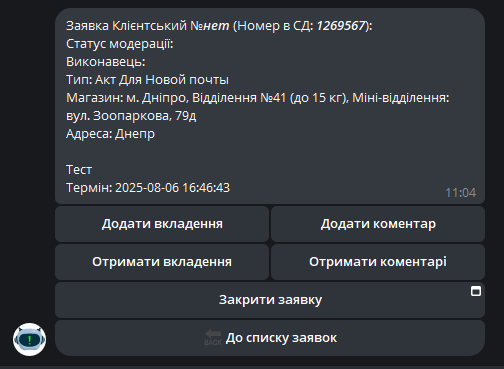 Заявка Клієнтський №нет (Номер в СД: 1269567):
Статус модерації:
Виконавець:
Тип: Акт Для Новой почты
Магазин: м. Дніпро, Відділення №41 (до 15 кг), Міні-відділення:
вул. Зоопаркова, 79д
Адреса: Днепр
Тест
Термін: 2025-08-06 16:46:43
11:04
Додати вкладення
Додати коментар
Отримати вкладення
Отримати коментарі
Закрити заявку
BACK До списку заявок